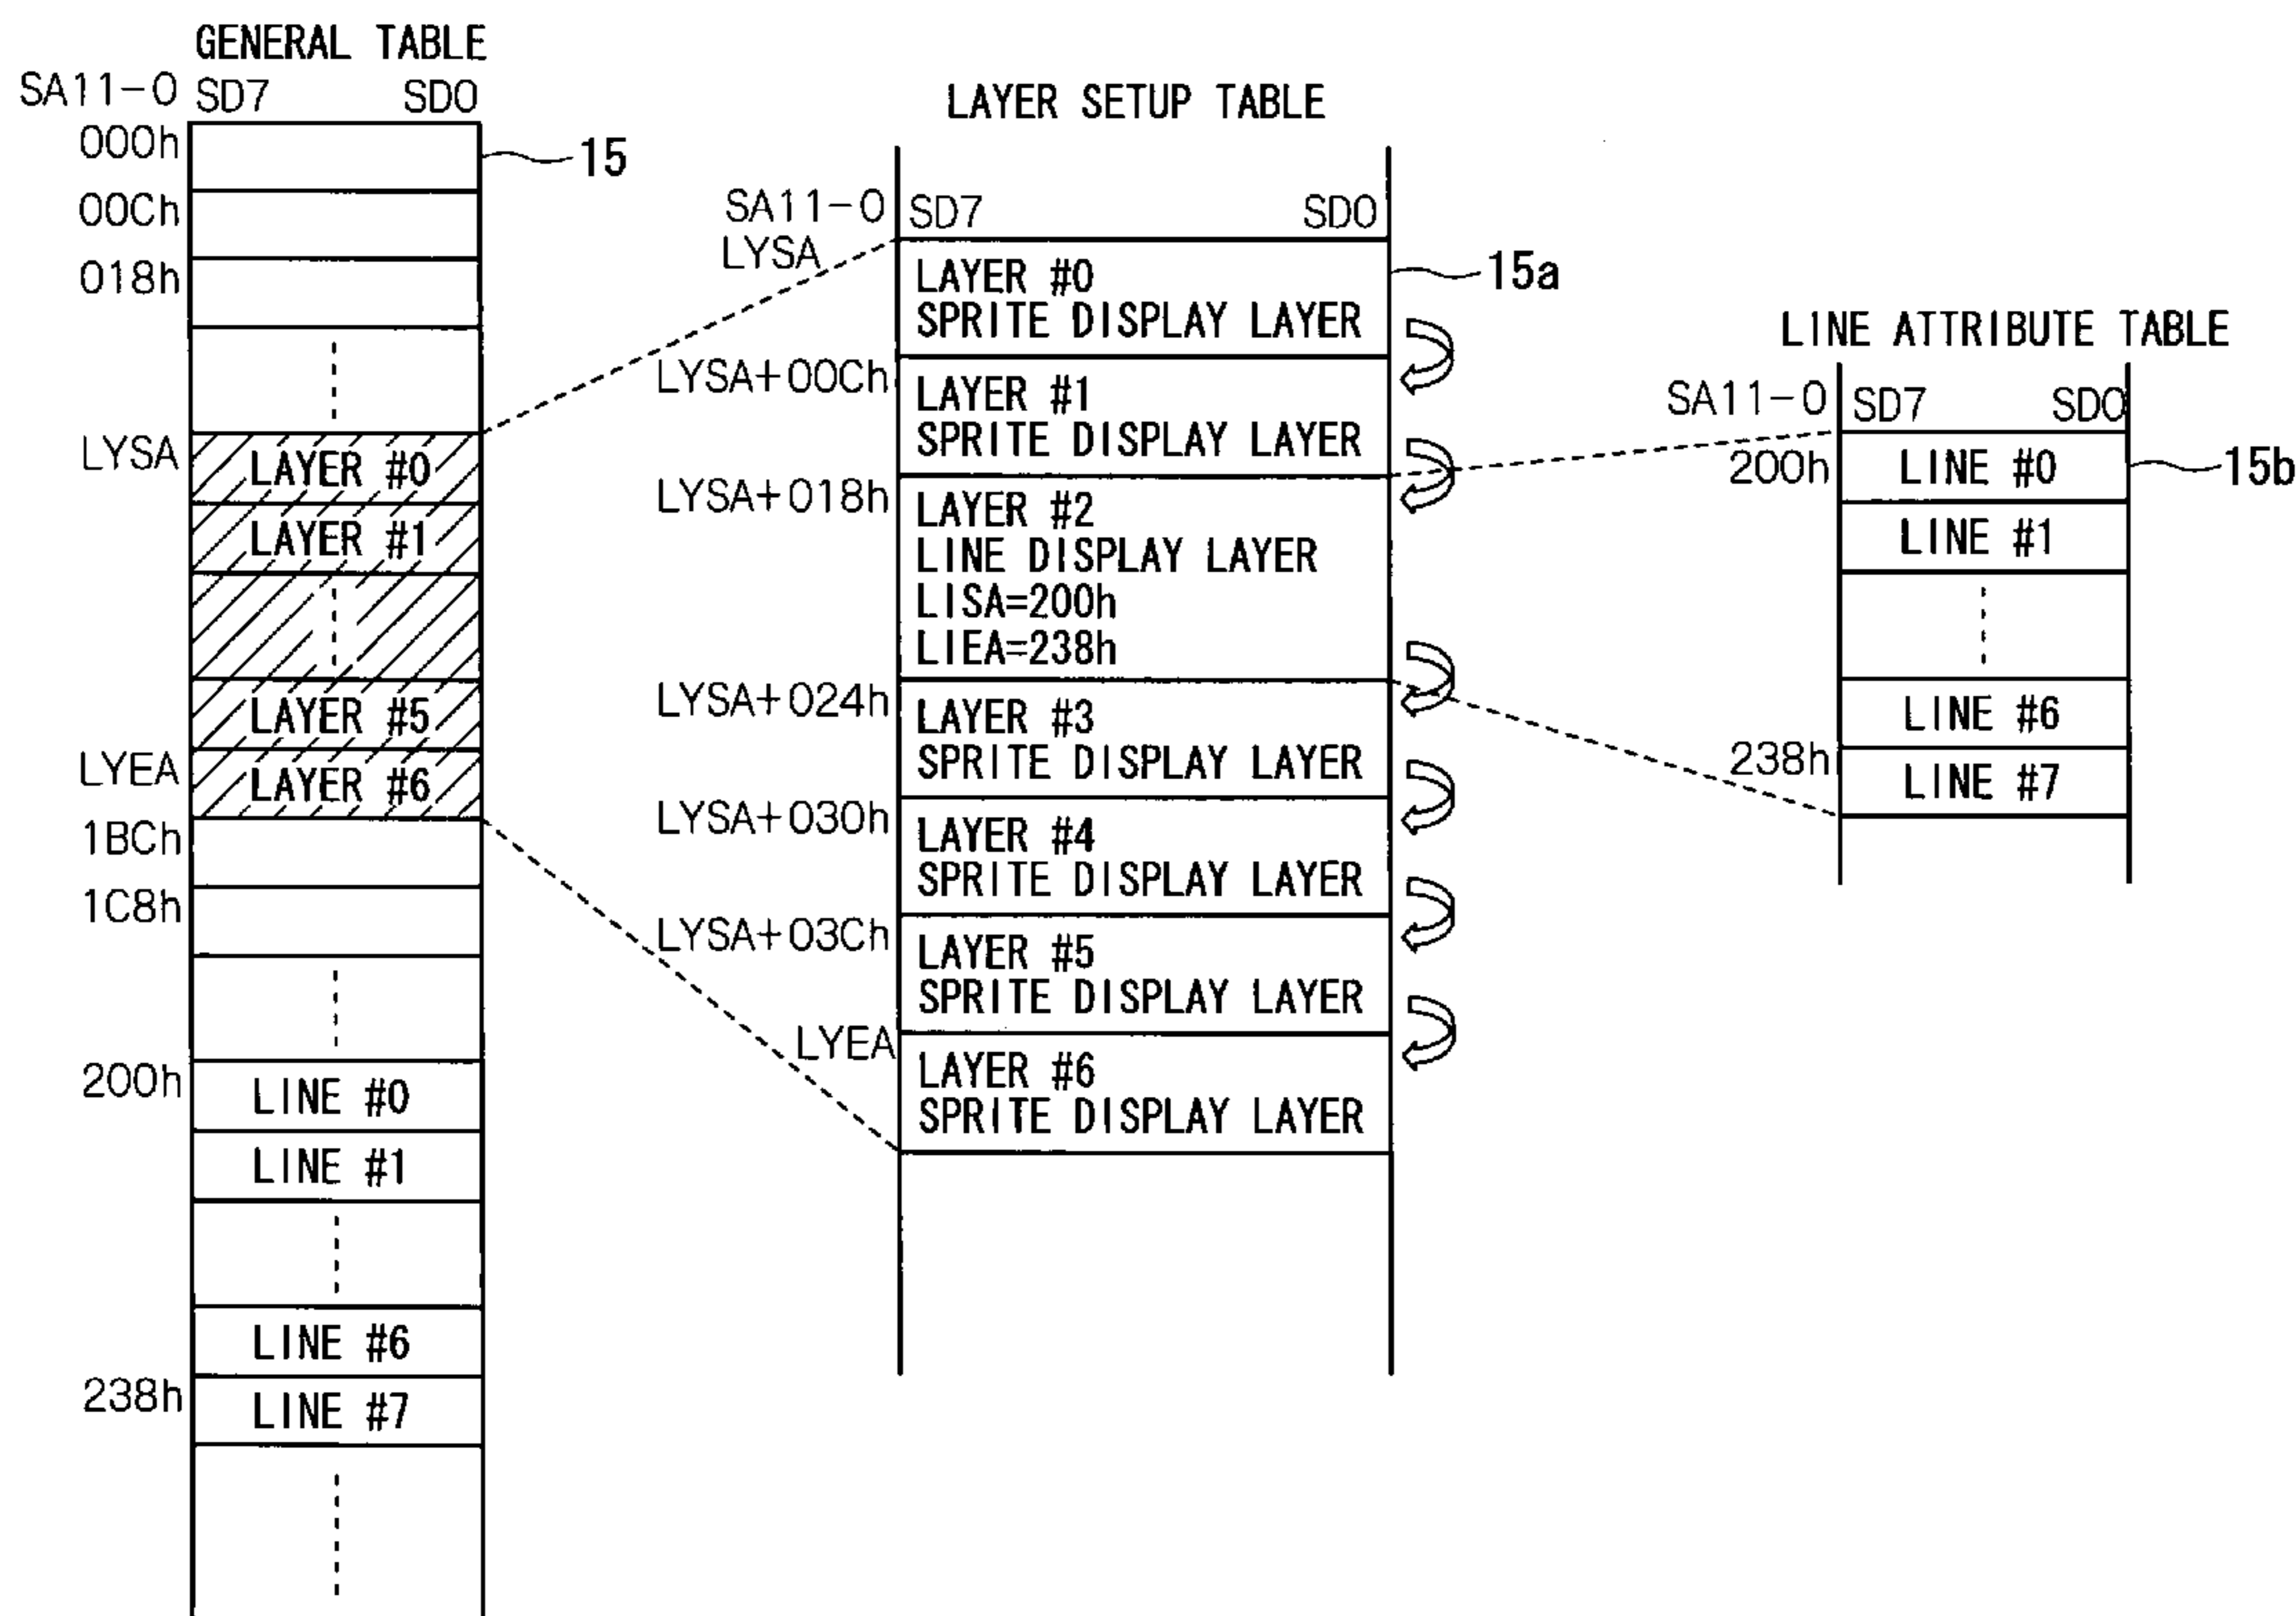 GENERAL TABLE
SA11-0 SD7 SD0
000h
15
00Ch
018h
LYSA LAYER #0
LAYER #1
LAYER #5
LYEA LAYER #6
1BCh
1C8h
200h LINE #0
LINE #1
LINE #6
238h LINE #7
LAYER SETUP TABLE
SA11-0 SD7 SD0
LYSA
LAYER #0
SPRITE DISPLAY LAYER
15a
LYSA+00Ch
LAYER #1
SPRITE DISPLAY LAYER
LYSA+018h
LAYER #2
LINE DISPLAY LAYER
LISA=200h
LIEA=238h
LYSA+024h
LAYER #3
SPRITE DISPLAY LAYER
LYSA+030h
LAYER #4
SPRITE DISPLAY LAYER
LYSA+03Ch
LAYER #5
SPRITE DISPLAY LAYER
LYEA
LAYER #6
SPRITE DISPLAY LAYER
LINE ATTRIBUTE TABLE
SA11-0 SD7 SD0
200h LINE #0
15b
LINE #1
LINE #6
238h LINE #7